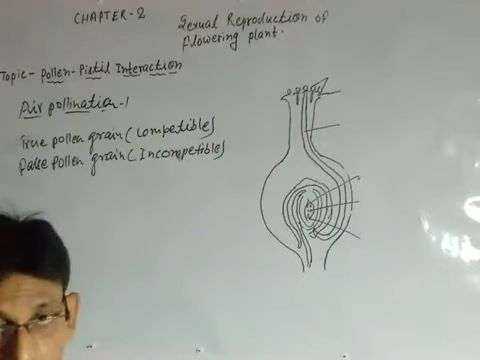 CHAPTER-2
Sexual Reproduction of
flowering plant.
Topic - Pollen-Pistil Interaction
Air pollination-1
True pollen grain (Competible)
False Pollen grain (Incompetible)